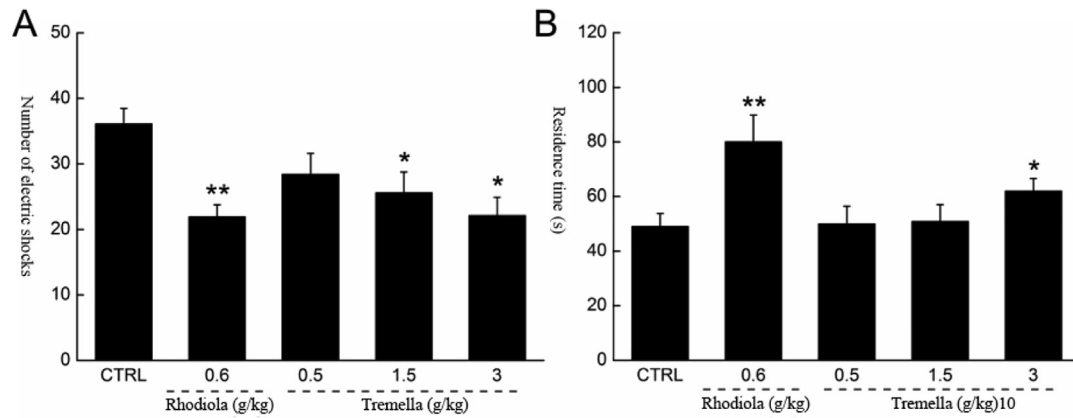 A
Number of electric shocks
50
40
30
20
10
0
**
*
*
CTRL 0.6 0.5 1.5 3
Rhodiola (g/kg) Tremella (g/kg)
B
Residence time (s)
120
100
80
60
40
20
0
**
*
CTRL 0.6 0.5 1.5 3
Rhodiola (g/kg) Tremella (g/kg)10